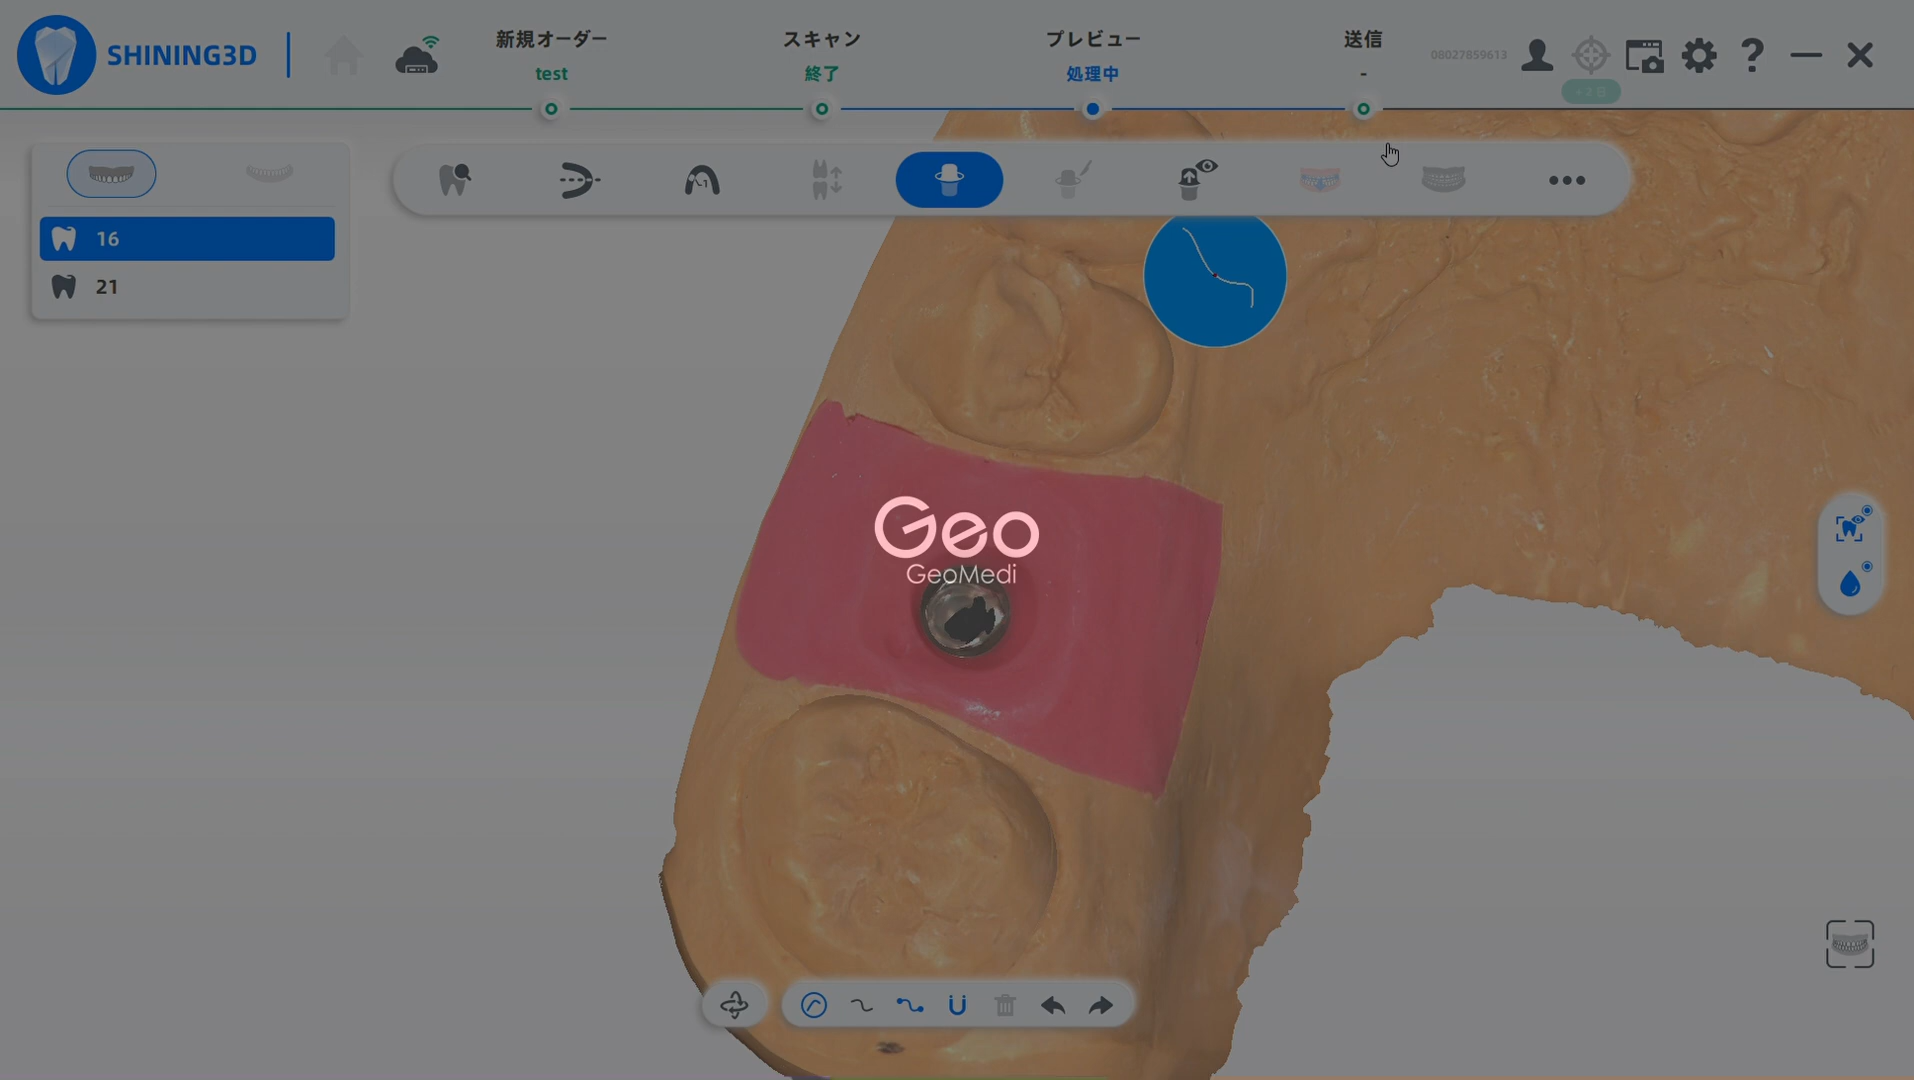 SHINING3D
新規オーダー
test
スキャン
終了
プレビュー
処理中
送信
-
08027859613
16
21
Geo
GeoMedi